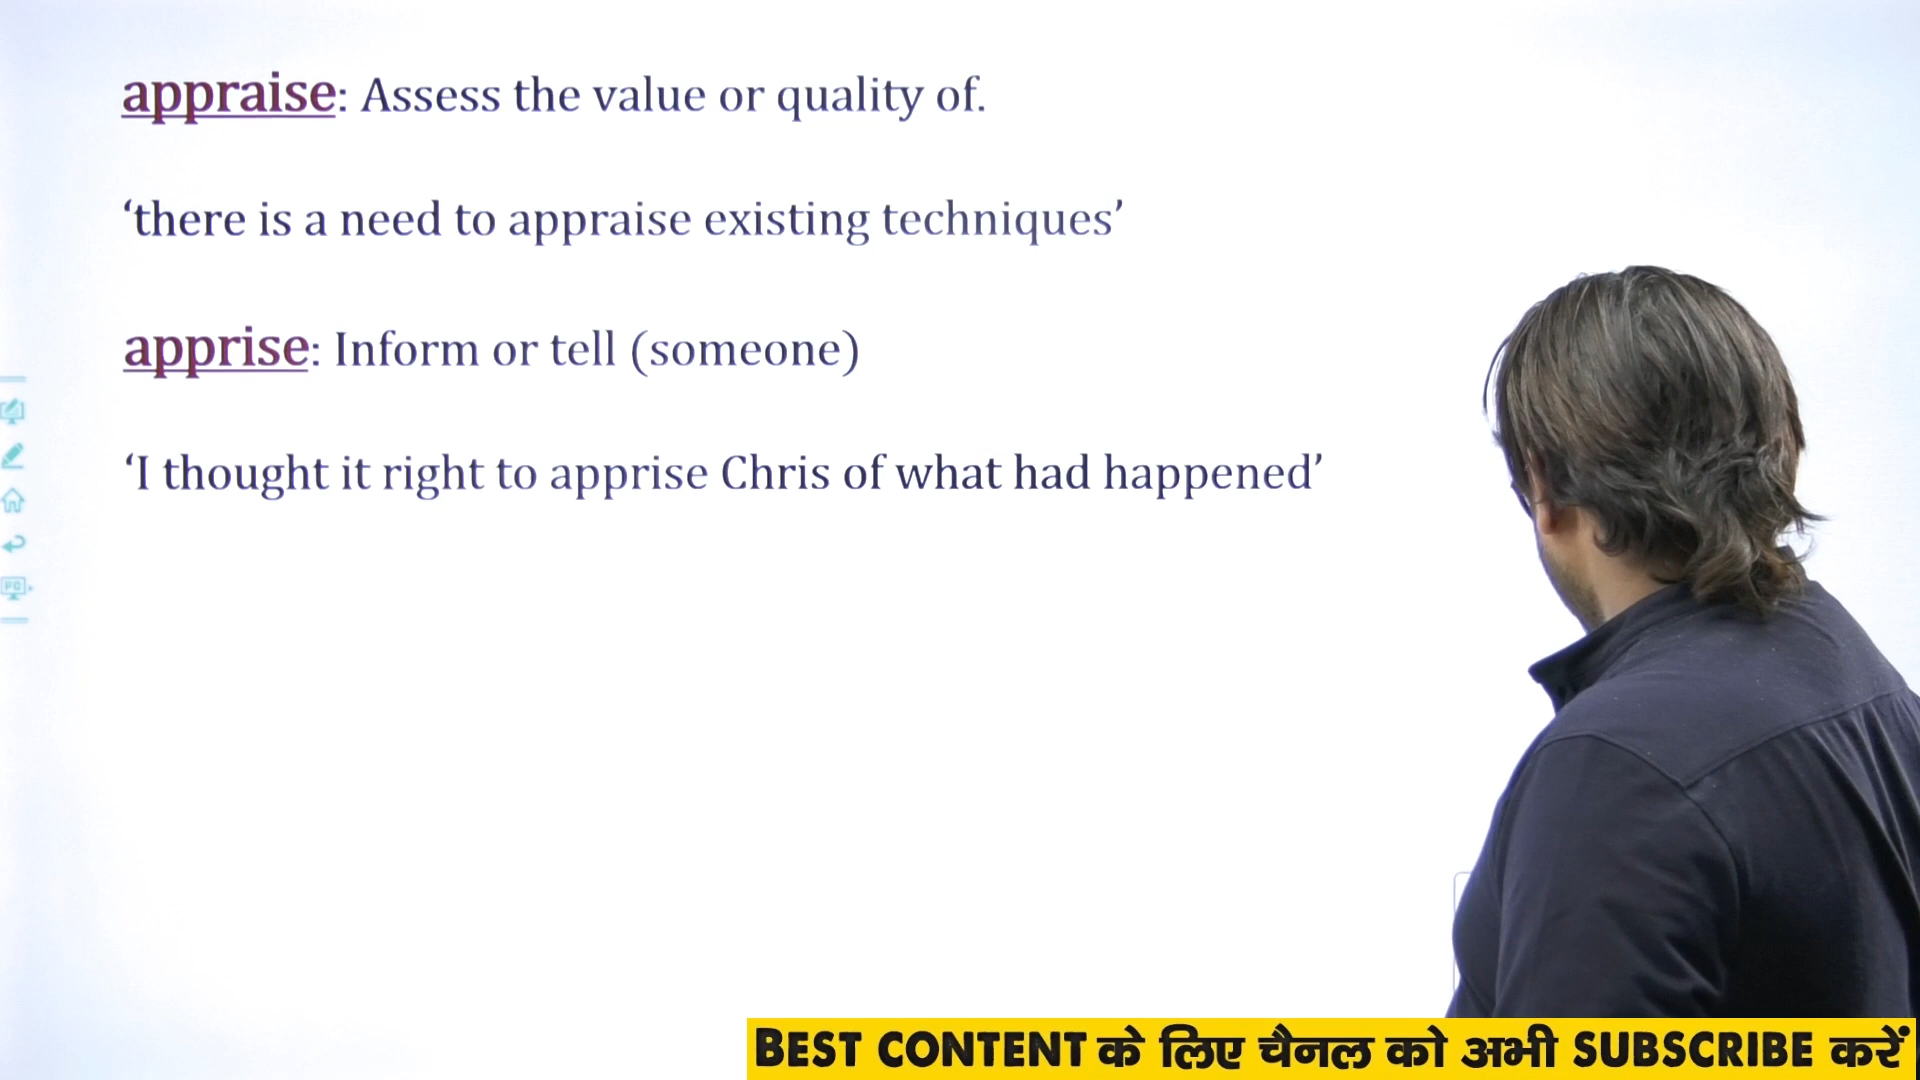 appraise: Assess the value or quality of.
‘there is a need to appraise existing techniques’
apprise: Inform or tell (someone)
‘I thought it right to apprise Chris of what had happened’
PC
BEST CONTENT के लिए चैनल को अभी SUBSCRIBE करें